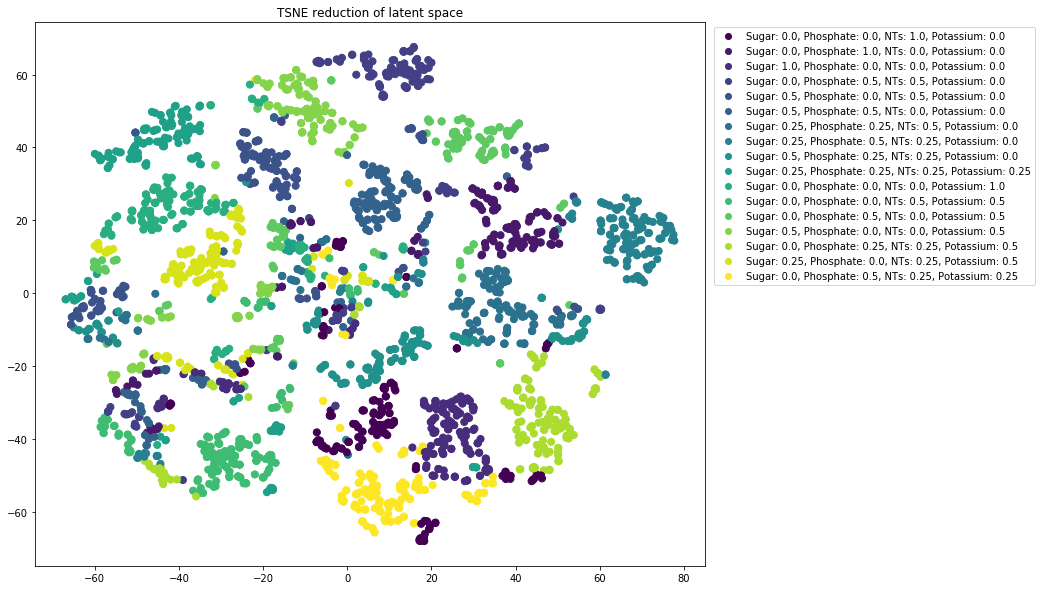 TSNE reduction of latent space
60
40
20
0
−20
−40
−60
−60
−40
−20
0
20
40
60
80
Sugar: 0.0, Phosphate: 0.0, NTs: 1.0, Potassium: 0.0
Sugar: 0.0, Phosphate: 1.0, NTs: 0.0, Potassium: 0.0
Sugar: 1.0, Phosphate: 0.0, NTs: 0.0, Potassium: 0.0
Sugar: 0.0, Phosphate: 0.5, NTs: 0.5, Potassium: 0.0
Sugar: 0.5, Phosphate: 0.0, NTs: 0.5, Potassium: 0.0
Sugar: 0.5, Phosphate: 0.5, NTs: 0.0, Potassium: 0.0
Sugar: 0.25, Phosphate: 0.25, NTs: 0.5, Potassium: 0.0
Sugar: 0.25, Phosphate: 0.5, NTs: 0.25, Potassium: 0.0
Sugar: 0.5, Phosphate: 0.25, NTs: 0.25, Potassium: 0.0
Sugar: 0.25, Phosphate: 0.25, NTs: 0.25, Potassium: 0.25
Sugar: 0.0, Phosphate: 0.0, NTs: 0.0, Potassium: 1.0
Sugar: 0.0, Phosphate: 0.0, NTs: 0.5, Potassium: 0.5
Sugar: 0.0, Phosphate: 0.5, NTs: 0.0, Potassium: 0.5
Sugar: 0.5, Phosphate: 0.0, NTs: 0.0, Potassium: 0.5
Sugar: 0.0, Phosphate: 0.25, NTs: 0.25, Potassium: 0.5
Sugar: 0.25, Phosphate: 0.0, NTs: 0.25, Potassium: 0.5
Sugar: 0.0, Phosphate: 0.5, NTs: 0.25, Potassium: 0.25